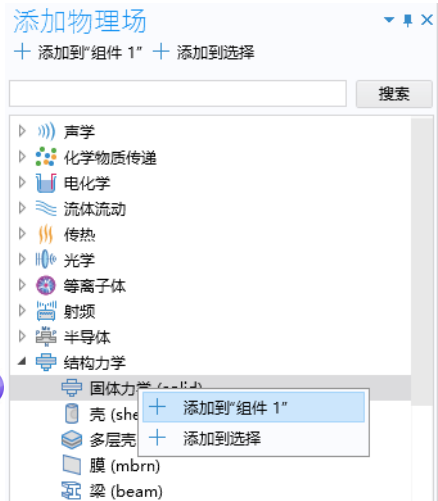 添加物理场
添加到“组件 1” 添加到选择
搜索
声学
化学物质传递
电化学
流体流动
传热
光学
等离子体
射频
半导体
结构力学
固体力学 (solid)
添加到“组件 1”
壳 (she
添加到选择
多层壳
膜 (mbrn)
梁 (beam)